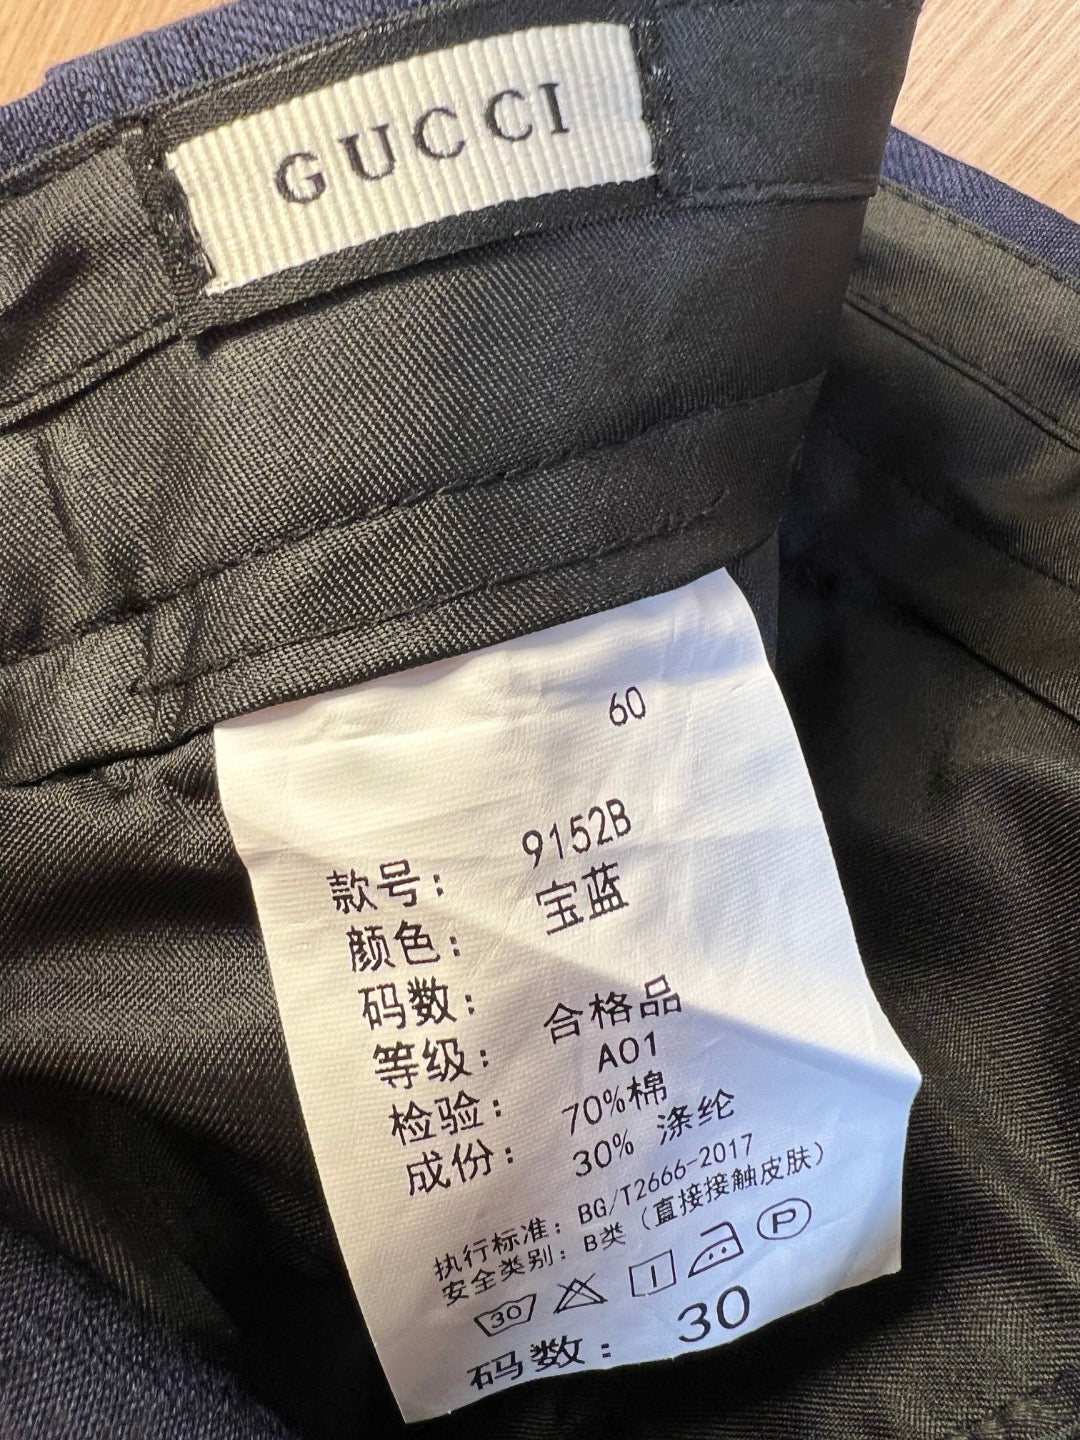 GUCCI
60
款号： 9152B
颜色： 宝蓝
码数：
等级： 合格品
检验： A01
成份： 70%棉
30% 涤纶
执行标准：BG/T2666-2017
安全类别：B类（直接接触皮肤）
30 P
码数： 30